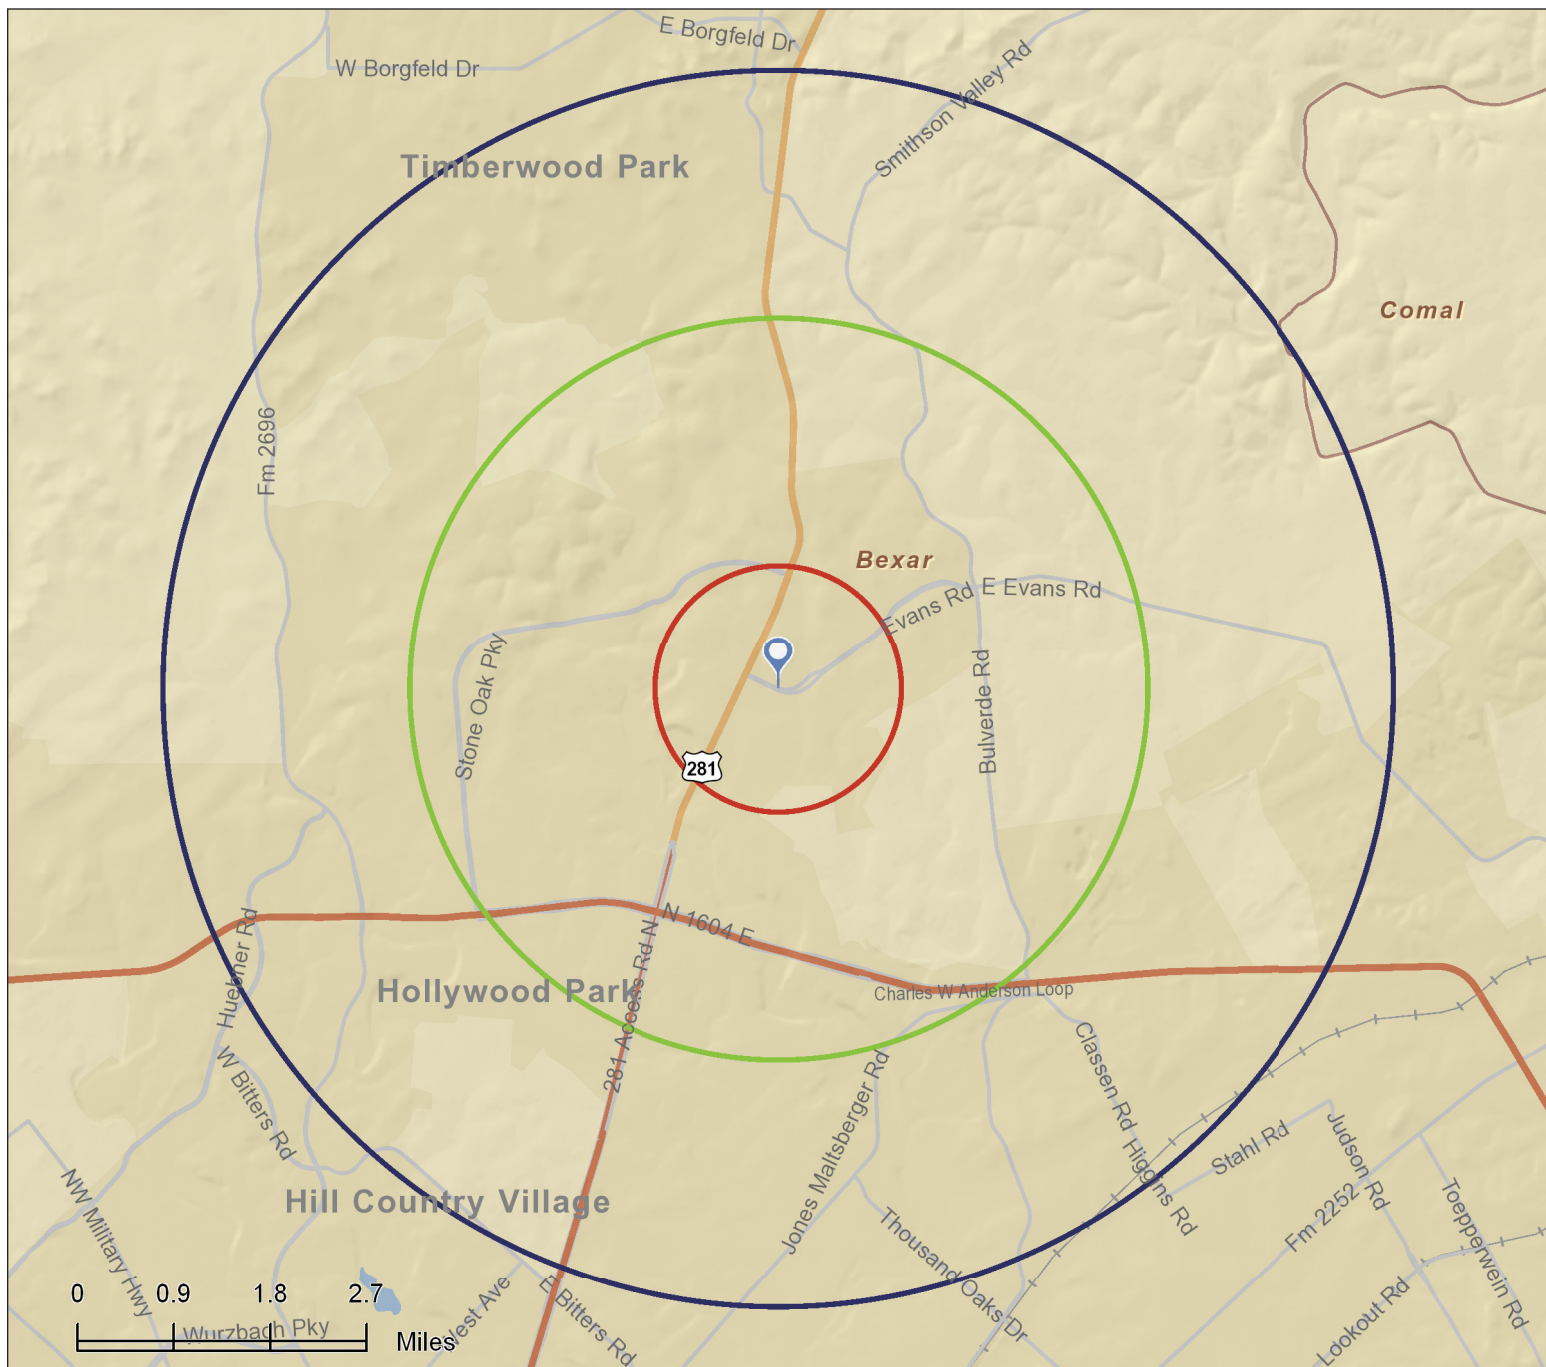 E Borgfeld Dr
W Borgfeld Dr
Smithson Valley Rd
Timberwood Park
Comal
Fm 2696
Bexar
Evans Rd
E Evans Rd
Stone Oak Pky
Bulverde Rd
281
N 1604 E
Huebner Rd
281 Access Rd N
Hollywood Park
Charles W Anderson Loop
W Bitters Rd
Jones Maltsberger Rd
Classen Rd
Higgins Rd
Stahl Rd
Judson Rd
NW Military Hwy
Hill Country Village
Fm 2252
Toepperwein Rd
Thousand Oaks Dr
E Bitters Rd
West Ave
Lookout Rd
0 0.9 1.8 2.7
Wurzbach Pky
Miles